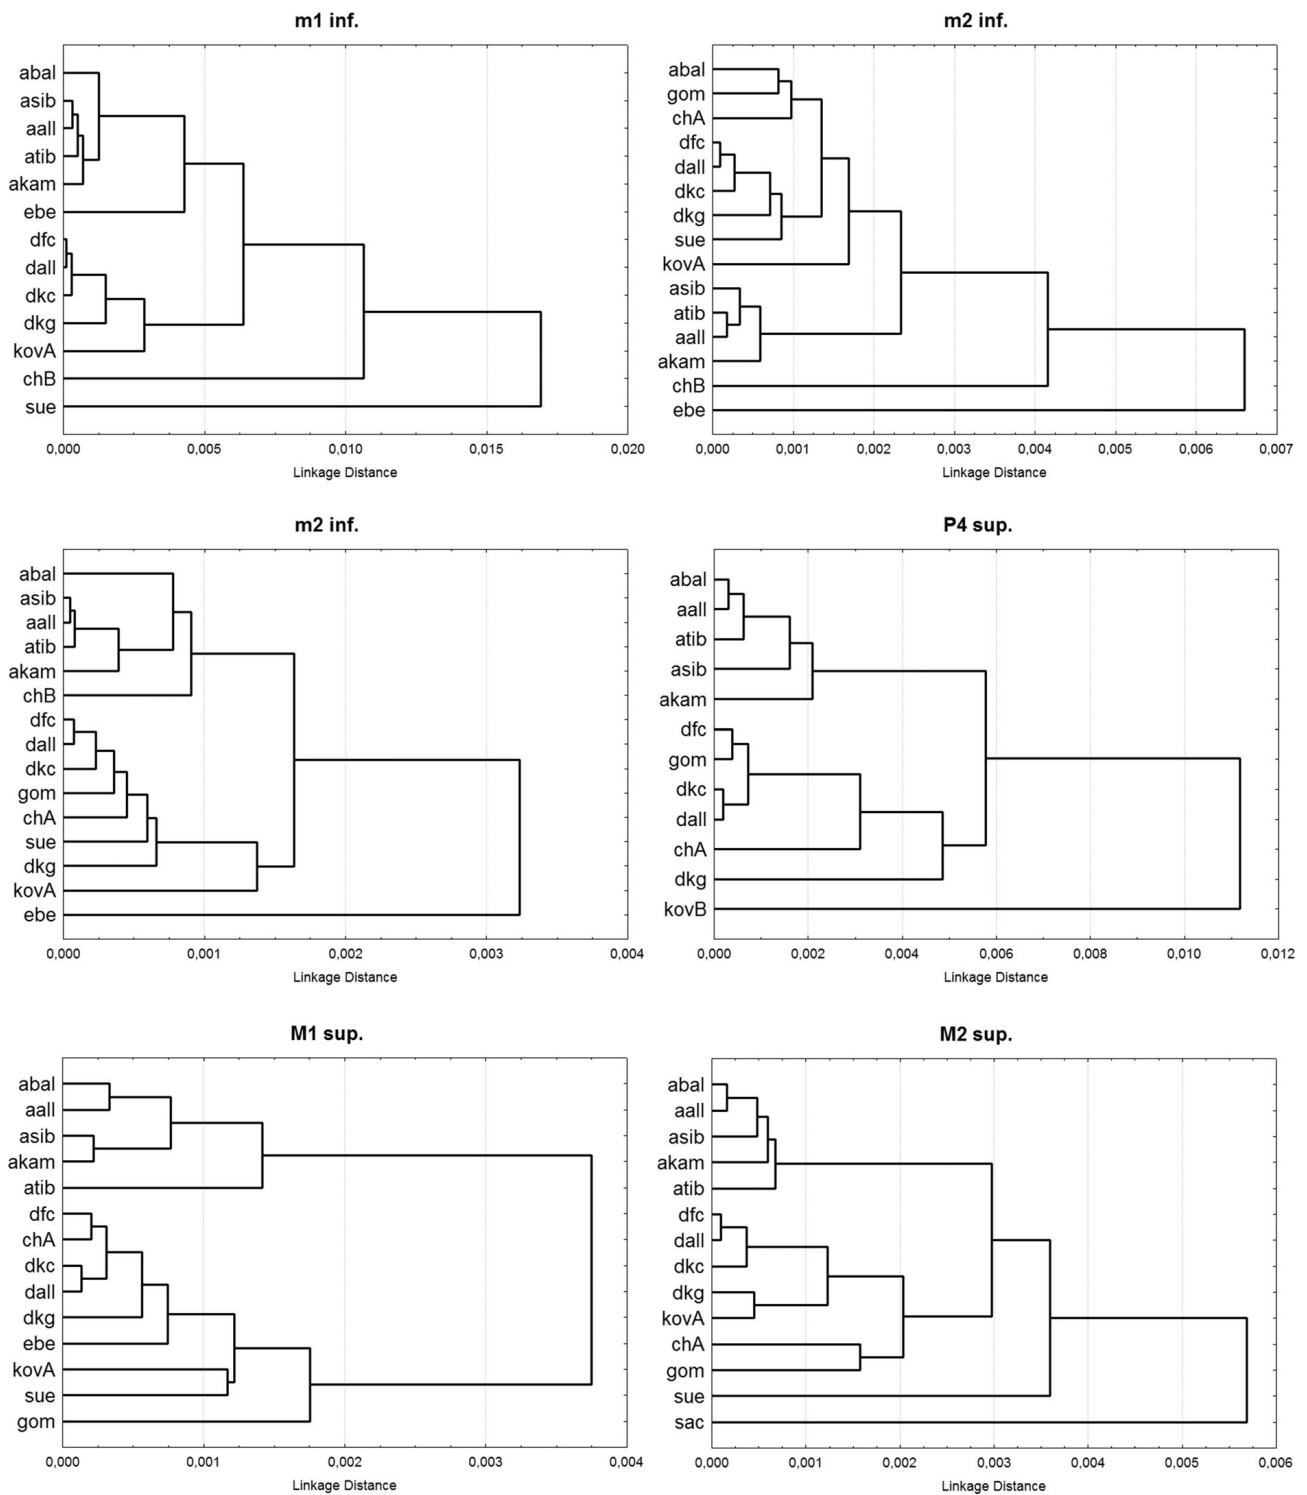 m1 inf.
abal
asib
aall
atib
akam
ebe
dfc
dall
dkc
dkg
kovA
chB
sue
0,000 0,005 0,010 0,015 0,020
Linkage Distance
m2 inf.
abal
gom
chA
dfc
dall
dkc
dkg
sue
kovA
asib
atib
aall
akam
chB
ebe
0,000 0,001 0,002 0,003 0,004 0,005 0,006 0,007
Linkage Distance
m2 inf.
abal
asib
aall
atib
akam
chB
dfc
dall
dkc
gom
chA
sue
dkg
kovA
ebe
0,000 0,001 0,002 0,003 0,004
Linkage Distance
P4 sup.
abal
aall
atib
asib
akam
dfc
gom
dkc
dall
chA
dkg
kovB
0,000 0,002 0,004 0,006 0,008 0,010 0,012
Linkage Distance
M1 sup.
abal
aall
asib
akam
atib
dfc
chA
dkc
dall
dkg
ebe
kovA
sue
gom
0,000 0,001 0,002 0,003 0,004
Linkage Distance
M2 sup.
abal
aall
asib
akam
atib
dfc
dall
dkc
dkg
kovA
chA
gom
sue
sac
0,000 0,001 0,002 0,003 0,004 0,005 0,006
Linkage Distance